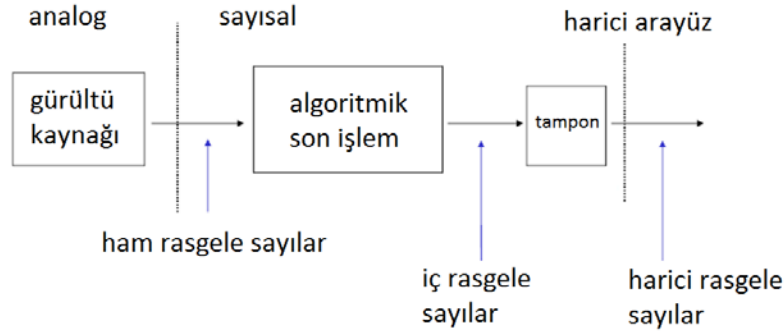 analog
sayısal
harici arayüz
gürültü
kaynağı
algoritmik
son işlem
tampon
ham rasgele sayılar
iç rasgele
sayılar
harici rasgele
sayılar